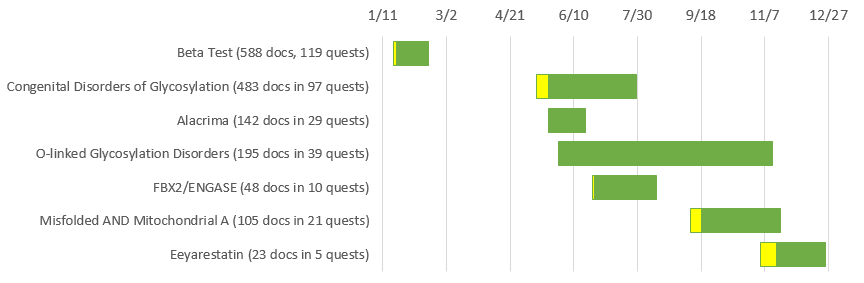 1/11 3/2 4/21 6/10 7/30 9/18 11/7 12/27
Beta Test (588 docs, 119 quests)
Congenital Disorders of Glycosylation (483 docs in 97 quests)
Alacrima (142 docs in 29 quests)
O-linked Glycosylation Disorders (195 docs in 39 quests)
FBX2/ENGASE (48 docs in 10 quests)
Misfolded AND Mitochondrial A (105 docs in 21 quests)
Eeyarestatin (23 docs in 5 quests)